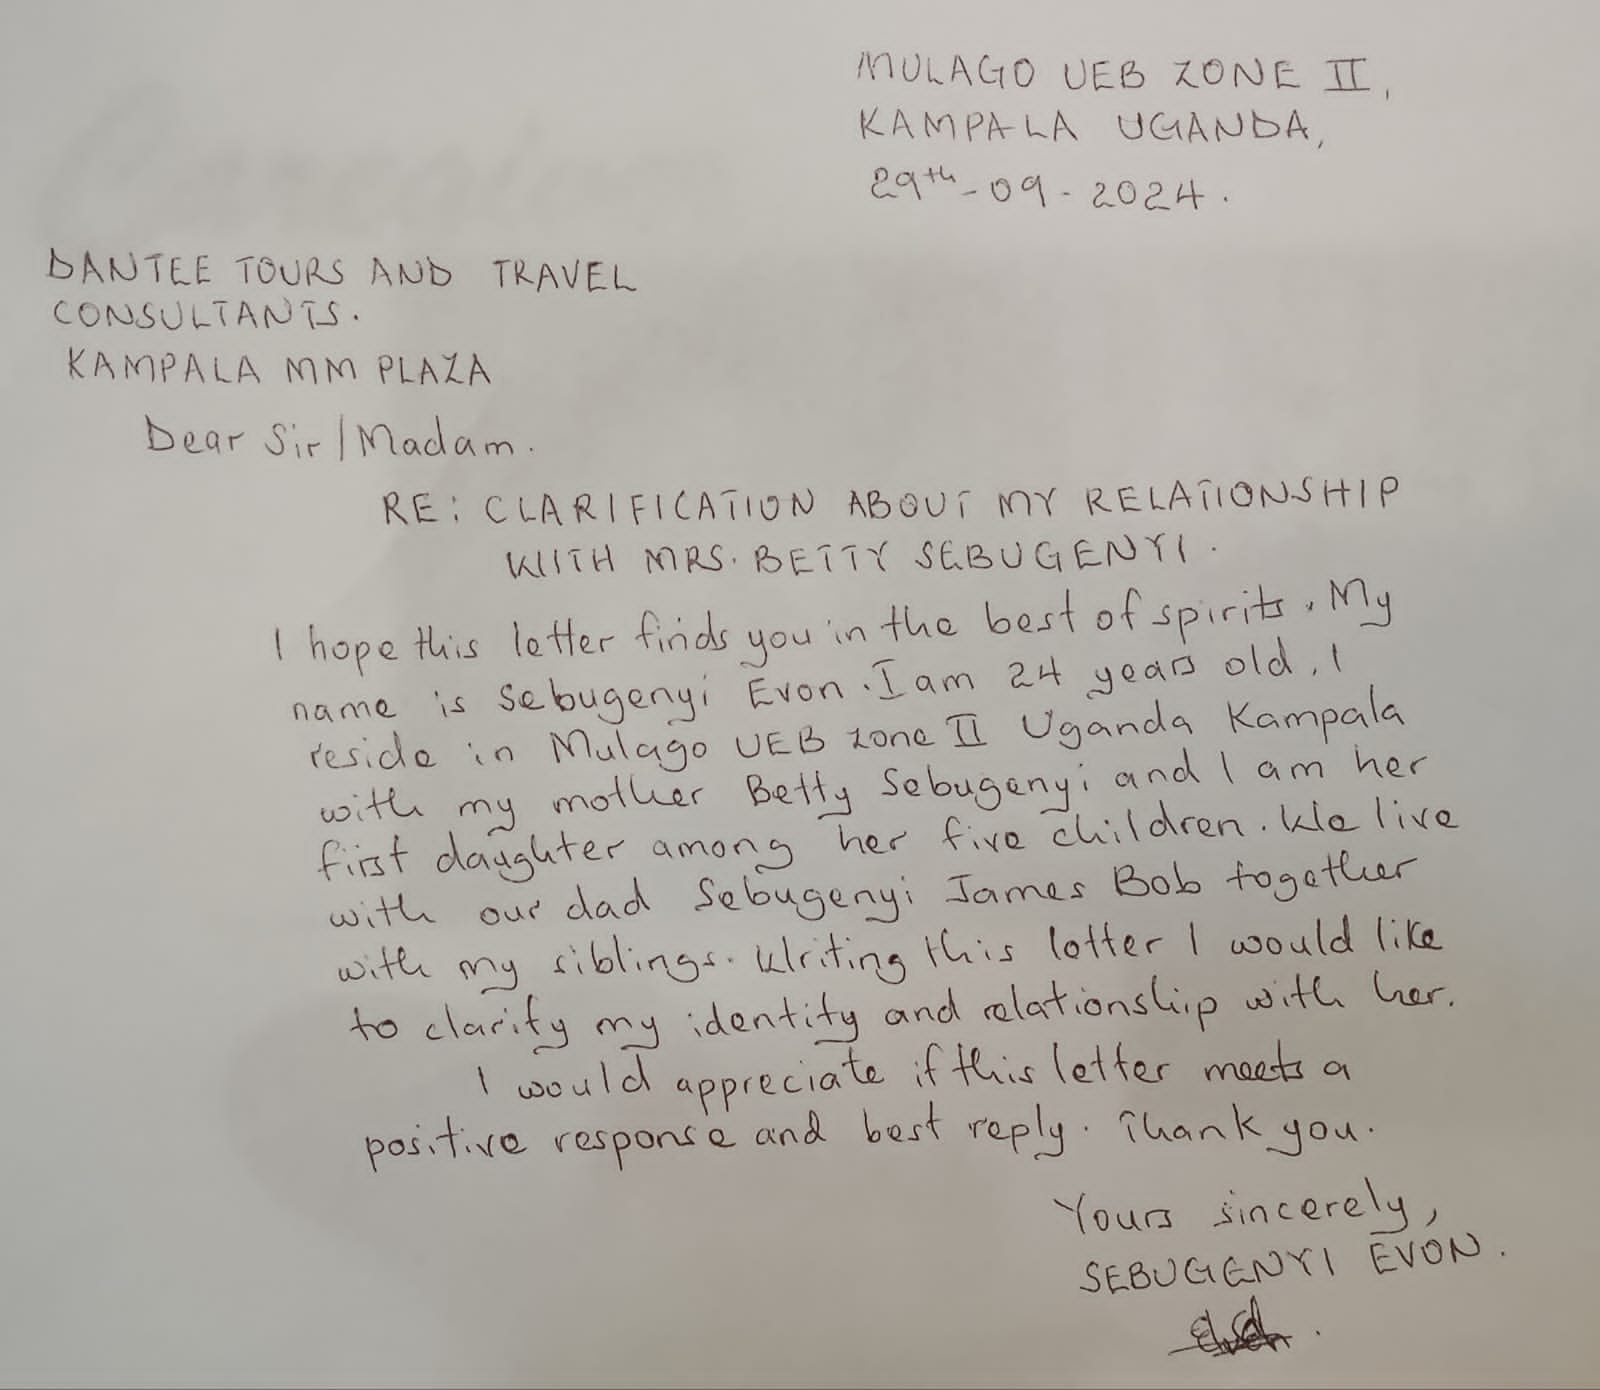 MULAGO UEB ZONE II,
KAMPALA UGANDA,
29th-09-2024.
DANTEE TOURS AND TRAVEL
CONSULTANTS.
KAMPALA MM PLAZA
Dear Sir/Madam.
RE: CLARIFICATION ABOUT MY RELATIONSHIP
WITH MRS. BETTY SEBUGENYI.
I hope this letter finds you in the best of spirits. My
name is Sebugenyi Evon. I am 24 years old, I
reside in Mulago UEB zone II Uganda Kampala
with my mother Betty Sebugenyi and I am her
first daughter among her five children. We live
with our dad Sebugenyi James Bob together
with my siblings. Writing this letter I would like
to clarify my identity and relationship with her.
I would appreciate if this letter meets a
positive response and best reply. Thank you.
Yours sincerely,
SEBUGENYI EVON.